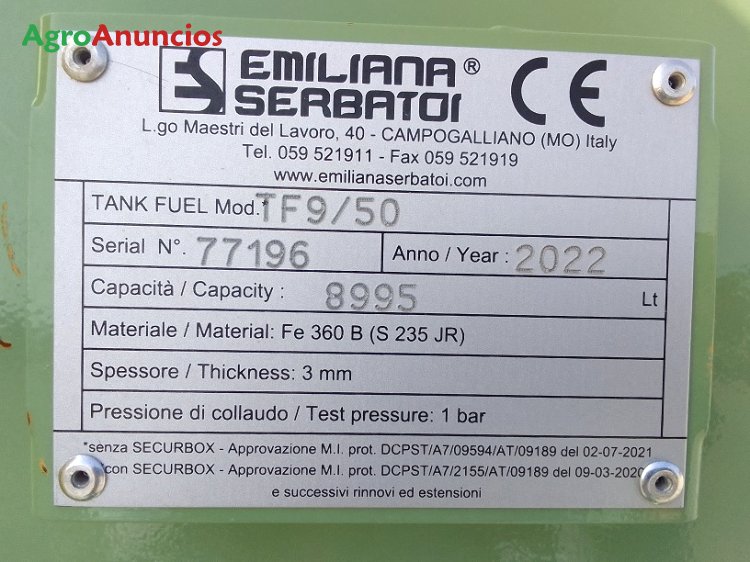 AgroAnuncios
EMILIANA® CE
SERBATOI
L.go Maestri del Lavoro, 40 - CAMPOGALLIANO (MO) Italy
Tel. 059 521911 - Fax 059 521919
www.emilianaserbatoi.com
TANK FUEL Mod.* TF9/50
Serial N°. 77196 Anno / Year : 2022
Capacità / Capacity : 8995 Lt
Materiale / Material: Fe 360 B (S 235 JR)
Spessore / Thickness: 3 mm
Pressione di collaudo / Test pressure: 1 bar
*senza SECURBOX - Approvazione M.I. prot. DCPST/A7/09594/AT/09189 del 02-07-2021
*con SECURBOX - Approvazione M.I. prot. DCPST/A7/2155/AT/09189 del 09-03-2020
e successivi rinnovi ed estensioni